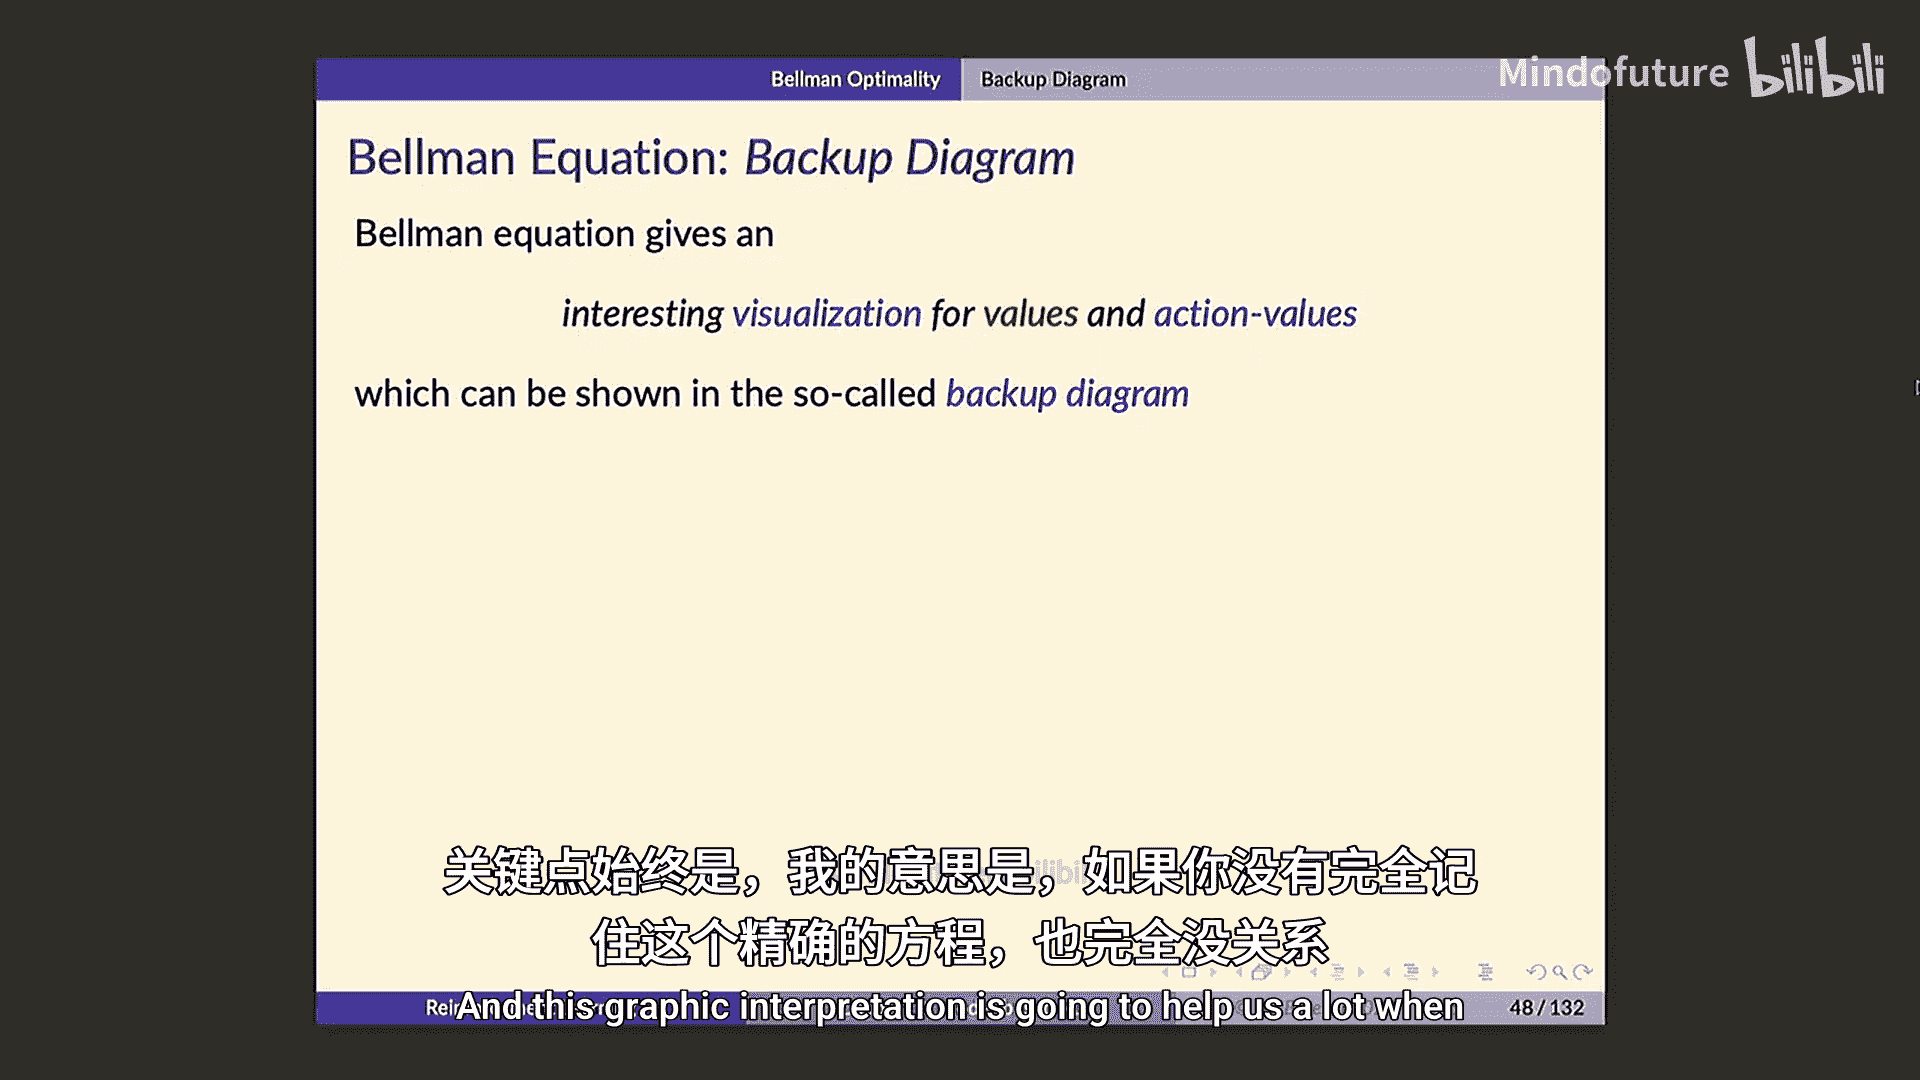 Mindofuture bilibili
Bellman Optimality Backup Diagram
Bellman Equation: Backup Diagram
Bellman equation gives an
interesting visualization for values and action-values
which can be shown in the so-called backup diagram
关键点始终是，我的意思是，如果你没有完全记
住这个精确的方程，也完全没关系
And this graphic interpretation is going to help us a lot when
48 / 132